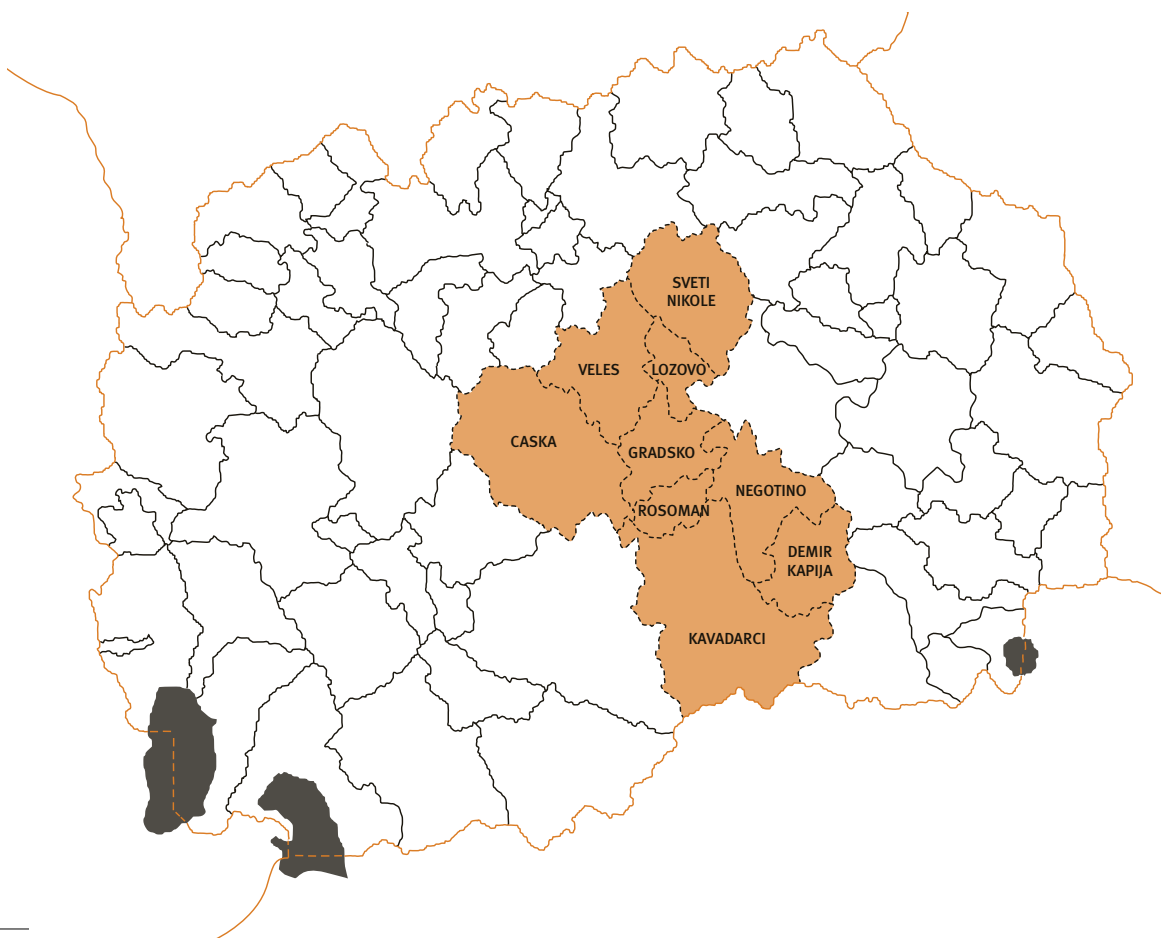 SVETI
NIKOLE
VELES
LOZOVO
CASKA
GRADSKO
NEGOTINO
ROSOMAN
DEMIR
KAPIJA
KAVADARCI